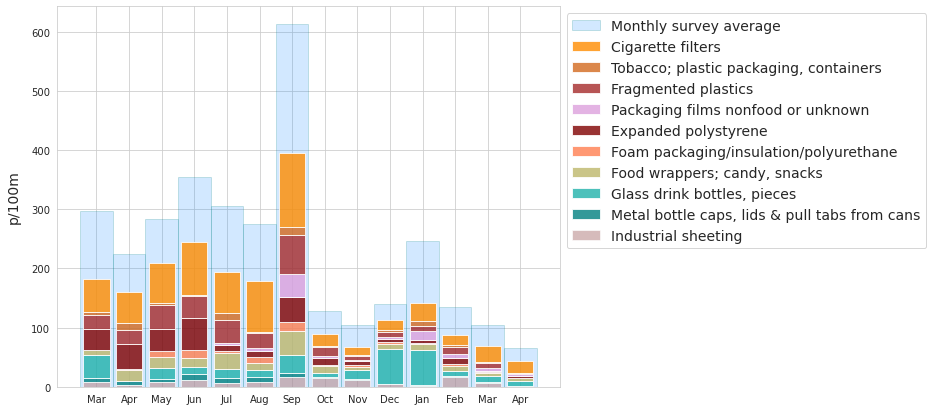 600
500
400
300
200
100
0
p/100m
Mar Apr May Jun Jul Aug Sep Oct Nov Dec Jan Feb Mar Apr
Monthly survey average
Cigarette filters
Tobacco; plastic packaging, containers
Fragmented plastics
Packaging films nonfood or unknown
Expanded polystyrene
Foam packaging/insulation/polyurethane
Food wrappers; candy, snacks
Glass drink bottles, pieces
Metal bottle caps, lids & pull tabs from cans
Industrial sheeting